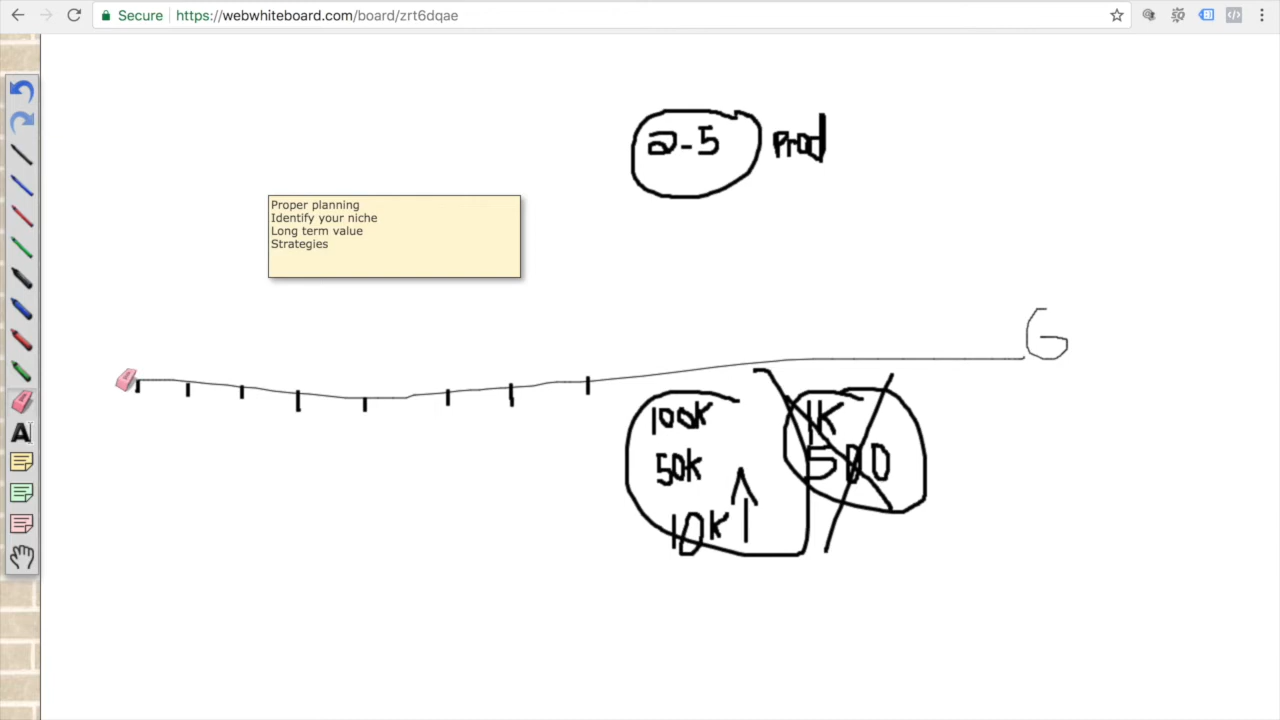 Secure https://webwhiteboard.com/board/zrt6dqae
2-5 Prod
Proper planning
Identify your niche
Long term value
Strategies
G
100K 1K
50K 500
10K
A